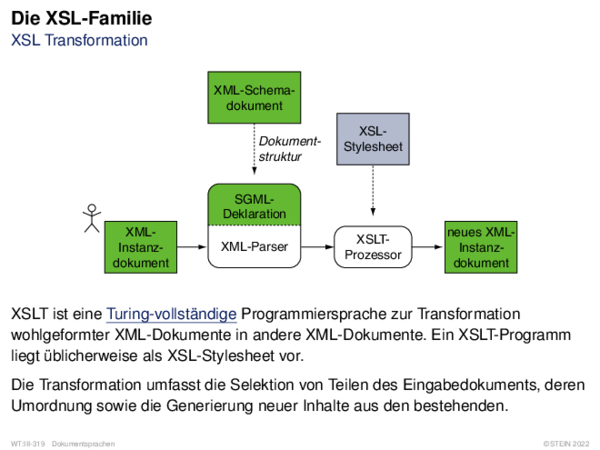 Die XSL-Familie
XSL Transformation
XML-Schema-
dokument
XSL-
Stylesheet
Dokument-
struktur
SGML-
Deklaration
XML-Parser
XML-
Instanz-
dokument
XSLT-
Prozessor
neues XML-
Instanz-
dokument
XSLT ist eine Turing-vollständige Programmiersprache zur Transformation
wohlgeformter XML-Dokumente in andere XML-Dokumente. Ein XSLT-Programm
liegt üblicherweise als XSL-Stylesheet vor.
Die Transformation umfasst die Selektion von Teilen des Eingabedokuments, deren
Umordnung sowie die Generierung neuer Inhalte aus den bestehenden.
WT:III-319 Dokumentsprachen
©STEIN 2022